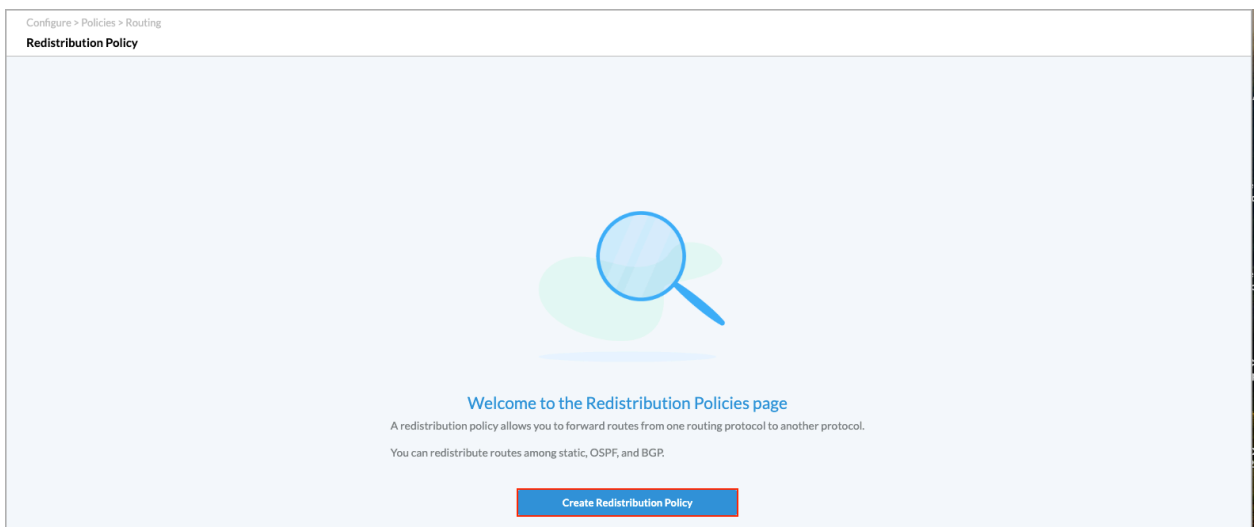 Configure > Policies > Routing
Redistribution Policy
Welcome to the Redistribution Policies page
A redistribution policy allows you to forward routes from one routing protocol to another protocol.
You can redistribute routes among static, OSPF, and BGP.
Create Redistribution Policy